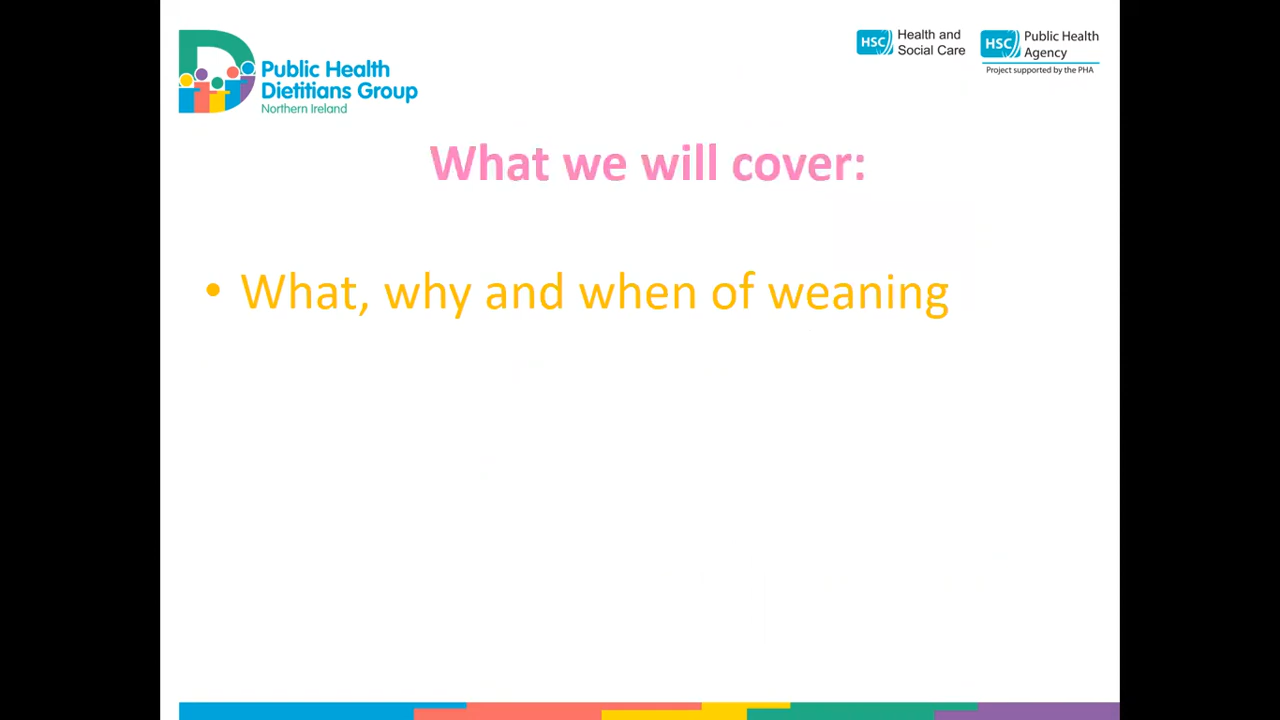 Public Health
Dietitians Group
Northern Ireland
HSC Health and
Social Care
HSC Public Health
Agency
Project supported by the PHA
What we will cover:
• What, why and when of weaning